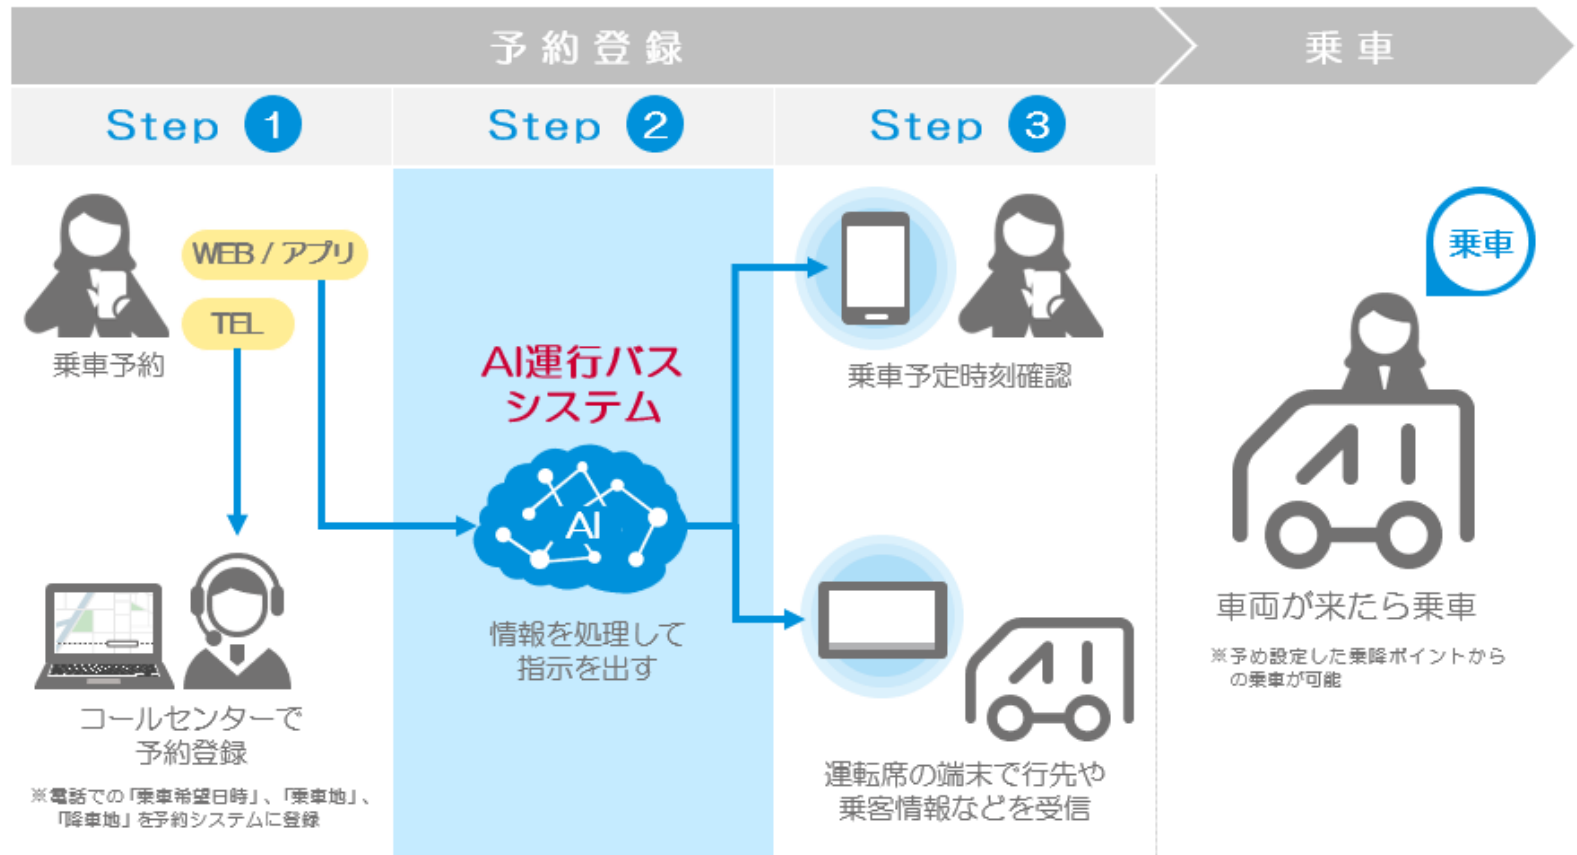 予約登録
乗車
Step 1
Step 2
Step 3
WEB / アプリ
TEL
乗車予約
コールセンターで
予約登録
※電話での「乗車希望日時」、「乗車地」、
「降車地」を予約システムに登録
AI運行バス
システム
AI
情報を処理して
指示を出す
乗車予定時刻確認
AI
運転席の端末で行先や
乗客情報などを受信
乗車
AI
車両が来たら乗車
※予め設定した乗降ポイントから
の乗車が可能